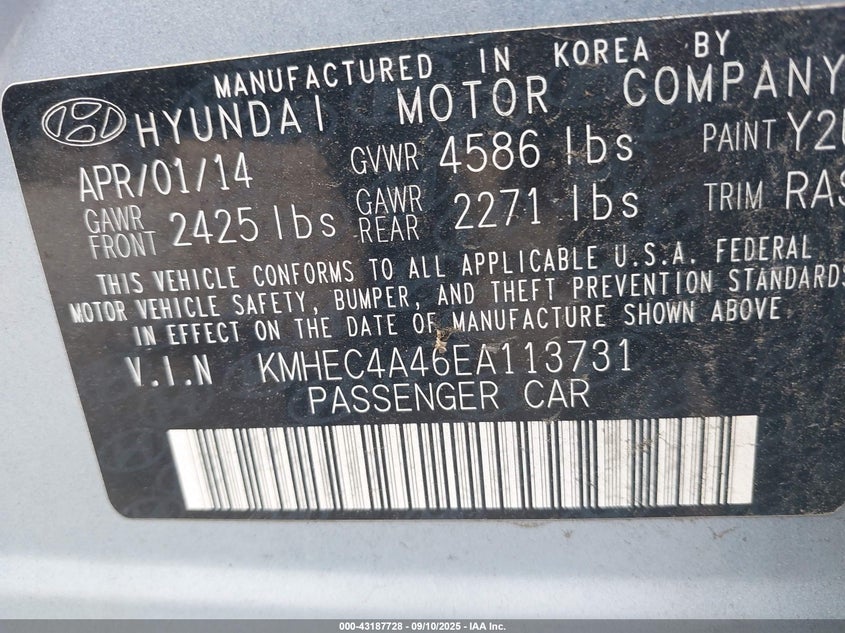 MANUFACTURED IN KOREA BY
HYUNDAI MOTOR COMPANY
APR/01/14 GVWR 4586 lbs PAINT
GAWR FRONT 2425 lbs GAWR REAR 2271 lbs TRIM
THIS VEHICLE CONFORMS TO ALL APPLICABLE U.S.A. FEDERAL
MOTOR VEHICLE SAFETY, BUMPER, AND THEFT PREVENTION STANDARDS
IN EFFECT ON THE DATE OF MANUFACTURE SHOWN ABOVE.
V.I.N KMHEC4A46EA113731
PASSENGER CAR
000-43187728 - 09/10/2025 - IAA Inc.